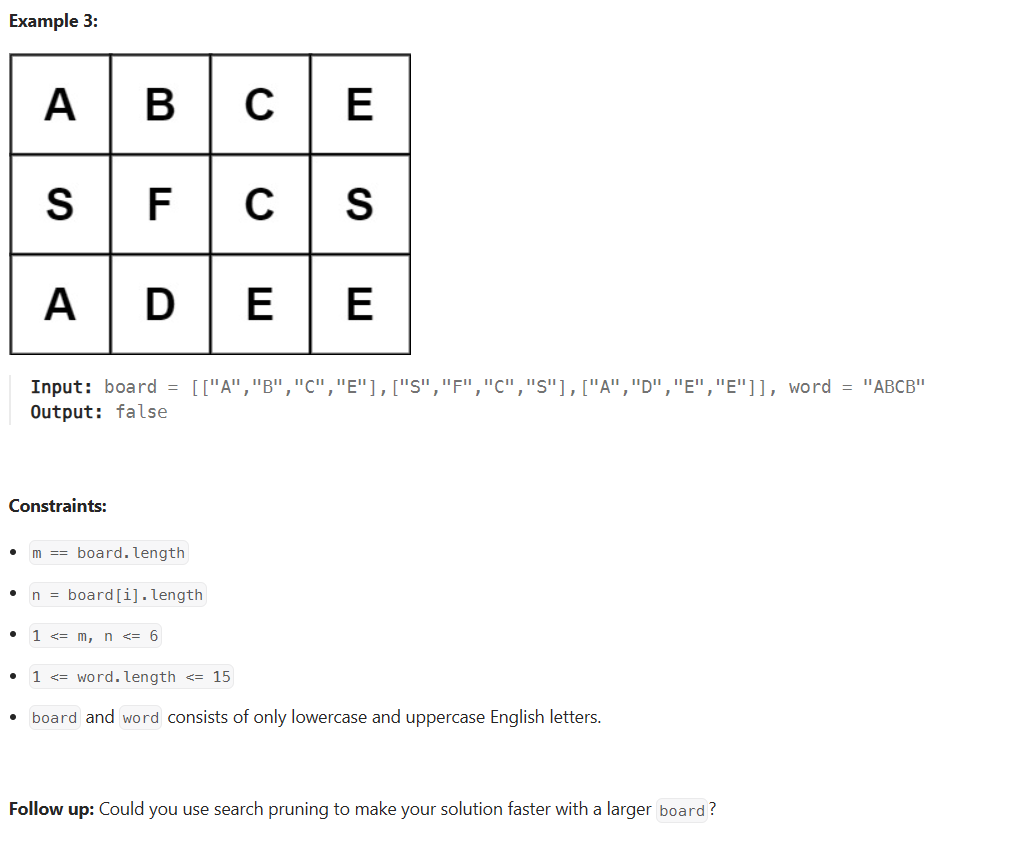 Example 3:
A B C E
S F C S
A D E E
Input: board = [["A","B","C","E"],["S","F","C","S"],["A","D","E","E"]], word = "ABCB"
Output: false
Constraints:
• m == board.length
• n = board[i].length
• 1 <= m, n <= 6
• 1 <= word.length <= 15
• board and word consists of only lowercase and uppercase English letters.
Follow up: Could you use search pruning to make your solution faster with a larger board?